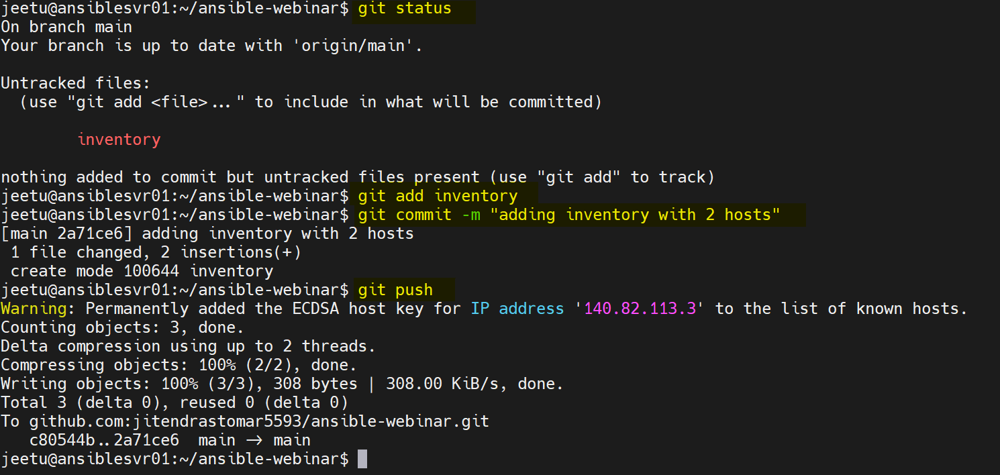 jeetu@ansiblesvr01:~/ansible-webinar$ git status
On branch main
Your branch is up to date with 'origin/main'.

Untracked files:
  (use "git add <file>..." to include in what will be committed)

        inventory

nothing added to commit but untracked files present (use "git add" to track)
jeetu@ansiblesvr01:~/ansible-webinar$ git add inventory
jeetu@ansiblesvr01:~/ansible-webinar$ git commit -m "adding inventory with 2 hosts"
[main 2a71ce6] adding inventory with 2 hosts
 1 file changed, 2 insertions(+)
 create mode 100644 inventory
jeetu@ansiblesvr01:~/ansible-webinar$ git push
Warning: Permanently added the ECDSA host key for IP address '140.82.113.3' to the list of known hosts.
Counting objects: 3, done.
Delta compression using up to 2 threads.
Compressing objects: 100% (2/2), done.
Writing objects: 100% (3/3), 308 bytes | 308.00 KiB/s, done.
Total 3 (delta 0), reused 0 (delta 0)
To github.com:jitendrastomar5593/ansible-webinar.git
   c80544b..2a71ce6  main -> main
jeetu@ansiblesvr01:~/ansible-webinar$